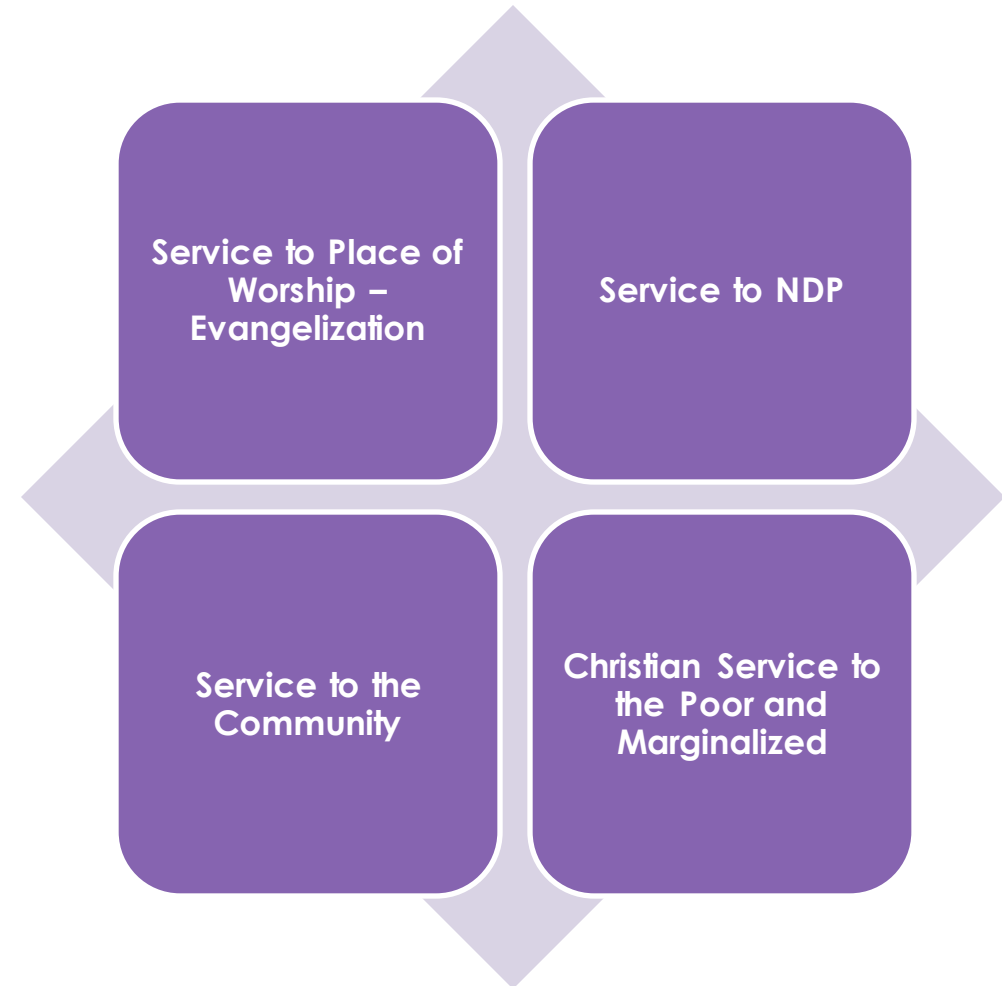 Service to Place of
Worship –
Evangelization
Service to NDP
Service to the
Community
Christian Service to
the Poor and
Marginalized